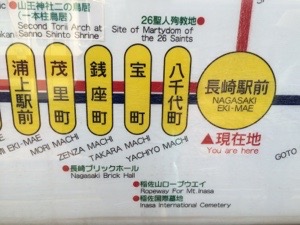 ●山王神社二の鳥居
(一本柱鳥居)
Second Torii Arch at
Sanno Shinto Shrine
26聖人殉教地●
Site of Martyrdom of
the 26 Saints
浦上駅前
茂里町
銭座町
宝町
八千代町
長崎駅前
NAGASAKI
EKI-MAE
EKI-MAE
MORI MACHI
ZENZA MACHI
TAKARA MACHI
YACHIYO MACHI
▲現在地
You are here.
GOTO
●長崎ブリックホール
Nagasaki Brick Hall
●稲佐山ロープウエイ
Ropeway For Mt.Inasa
●稲佐国際墓地
Inasa International Cemetery